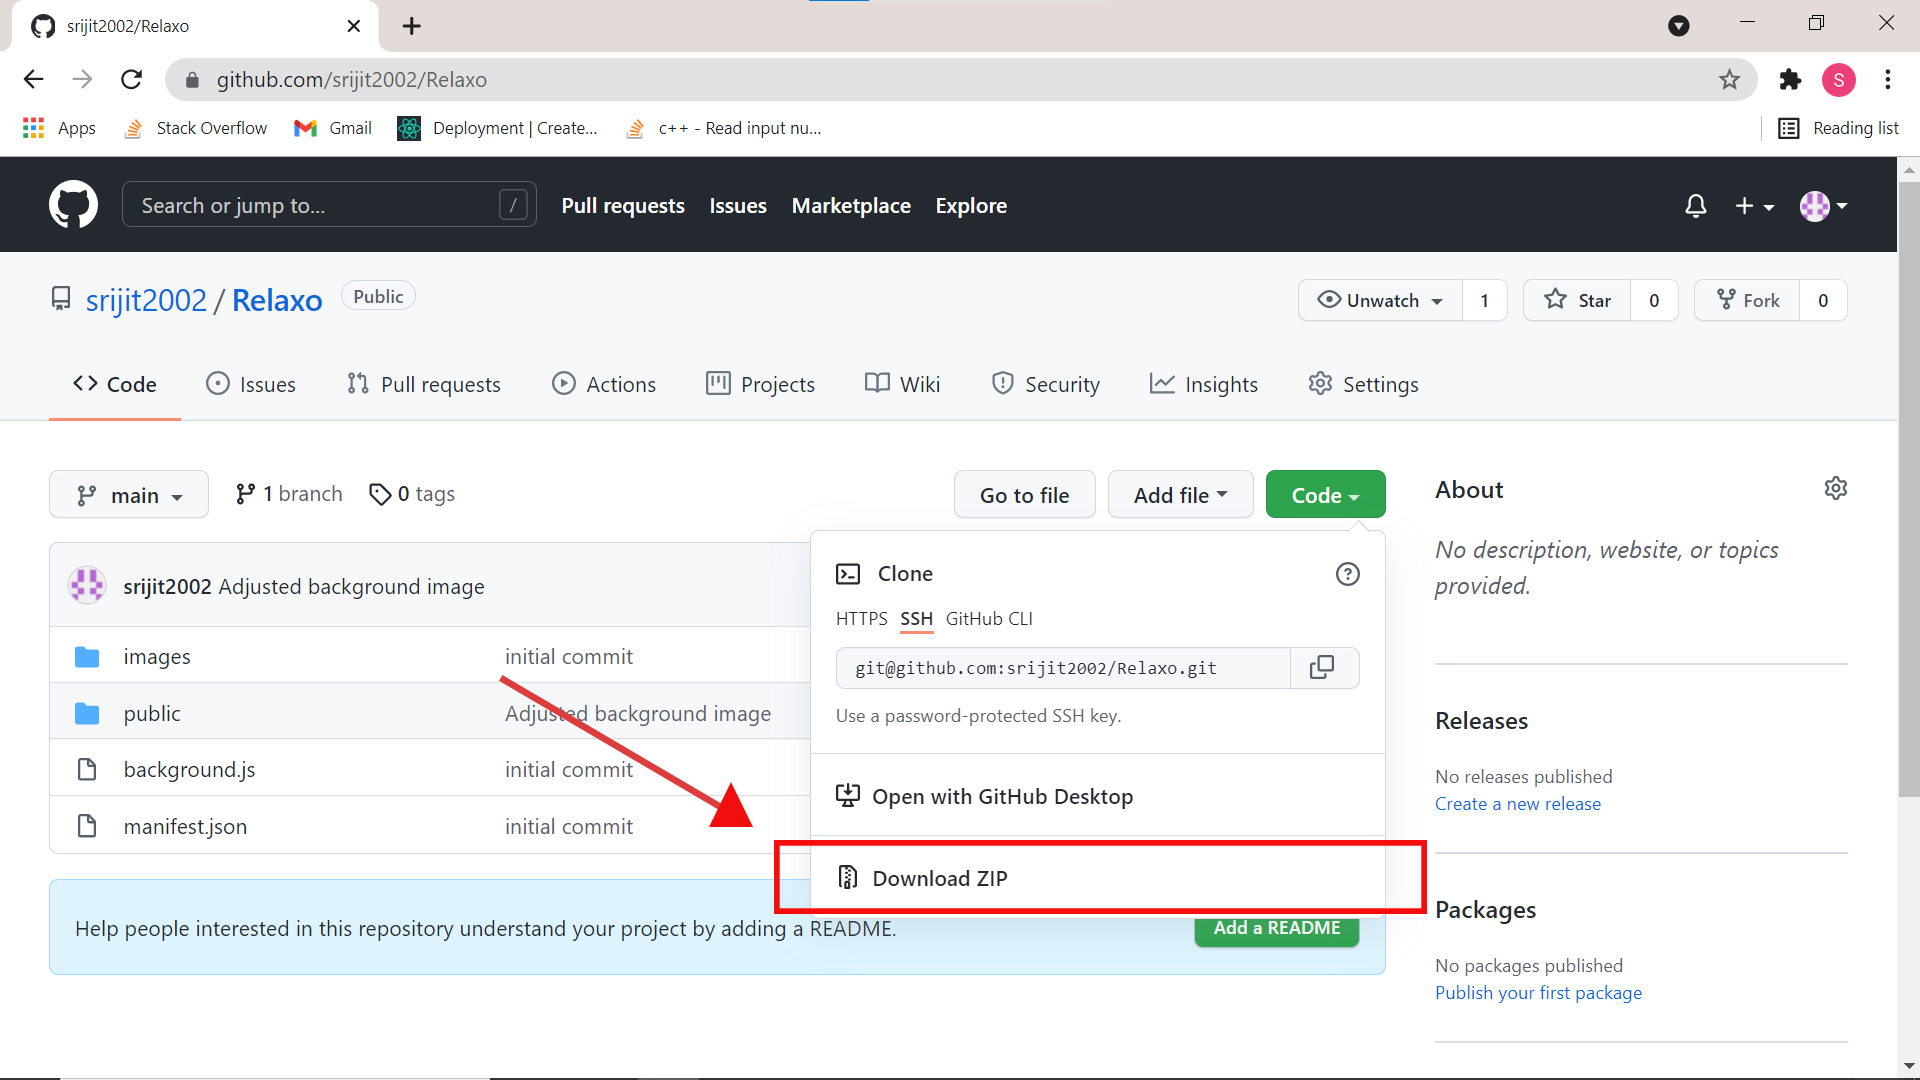 srijit2002/Relaxo
github.com/srijit2002/Relaxo
S
Apps Stack Overflow Gmail Deployment | Create... c++ - Read input nu... Reading list
Search or jump to... / Pull requests Issues Marketplace Explore
srijit2002 / Relaxo Public
Unwatch 1 Star 0 Fork 0
Code Issues Pull requests Actions Projects Wiki Security Insights Settings
main 1 branch 0 tags Go to file Add file Code
srijit2002 Adjusted background image
images initial commit
public Adjusted background image
background.js initial commit
manifest.json initial commit
Clone
HTTPS SSH GitHub CLI
git@github.com:srijit2002/Relaxo.git
Use a password-protected SSH key.
Open with GitHub Desktop
Download ZIP
Help people interested in this repository understand your project by adding a README.
Add a README
About
No description, website, or topics
provided.
Releases
No releases published
Create a new release
Packages
No packages published
Publish your first package